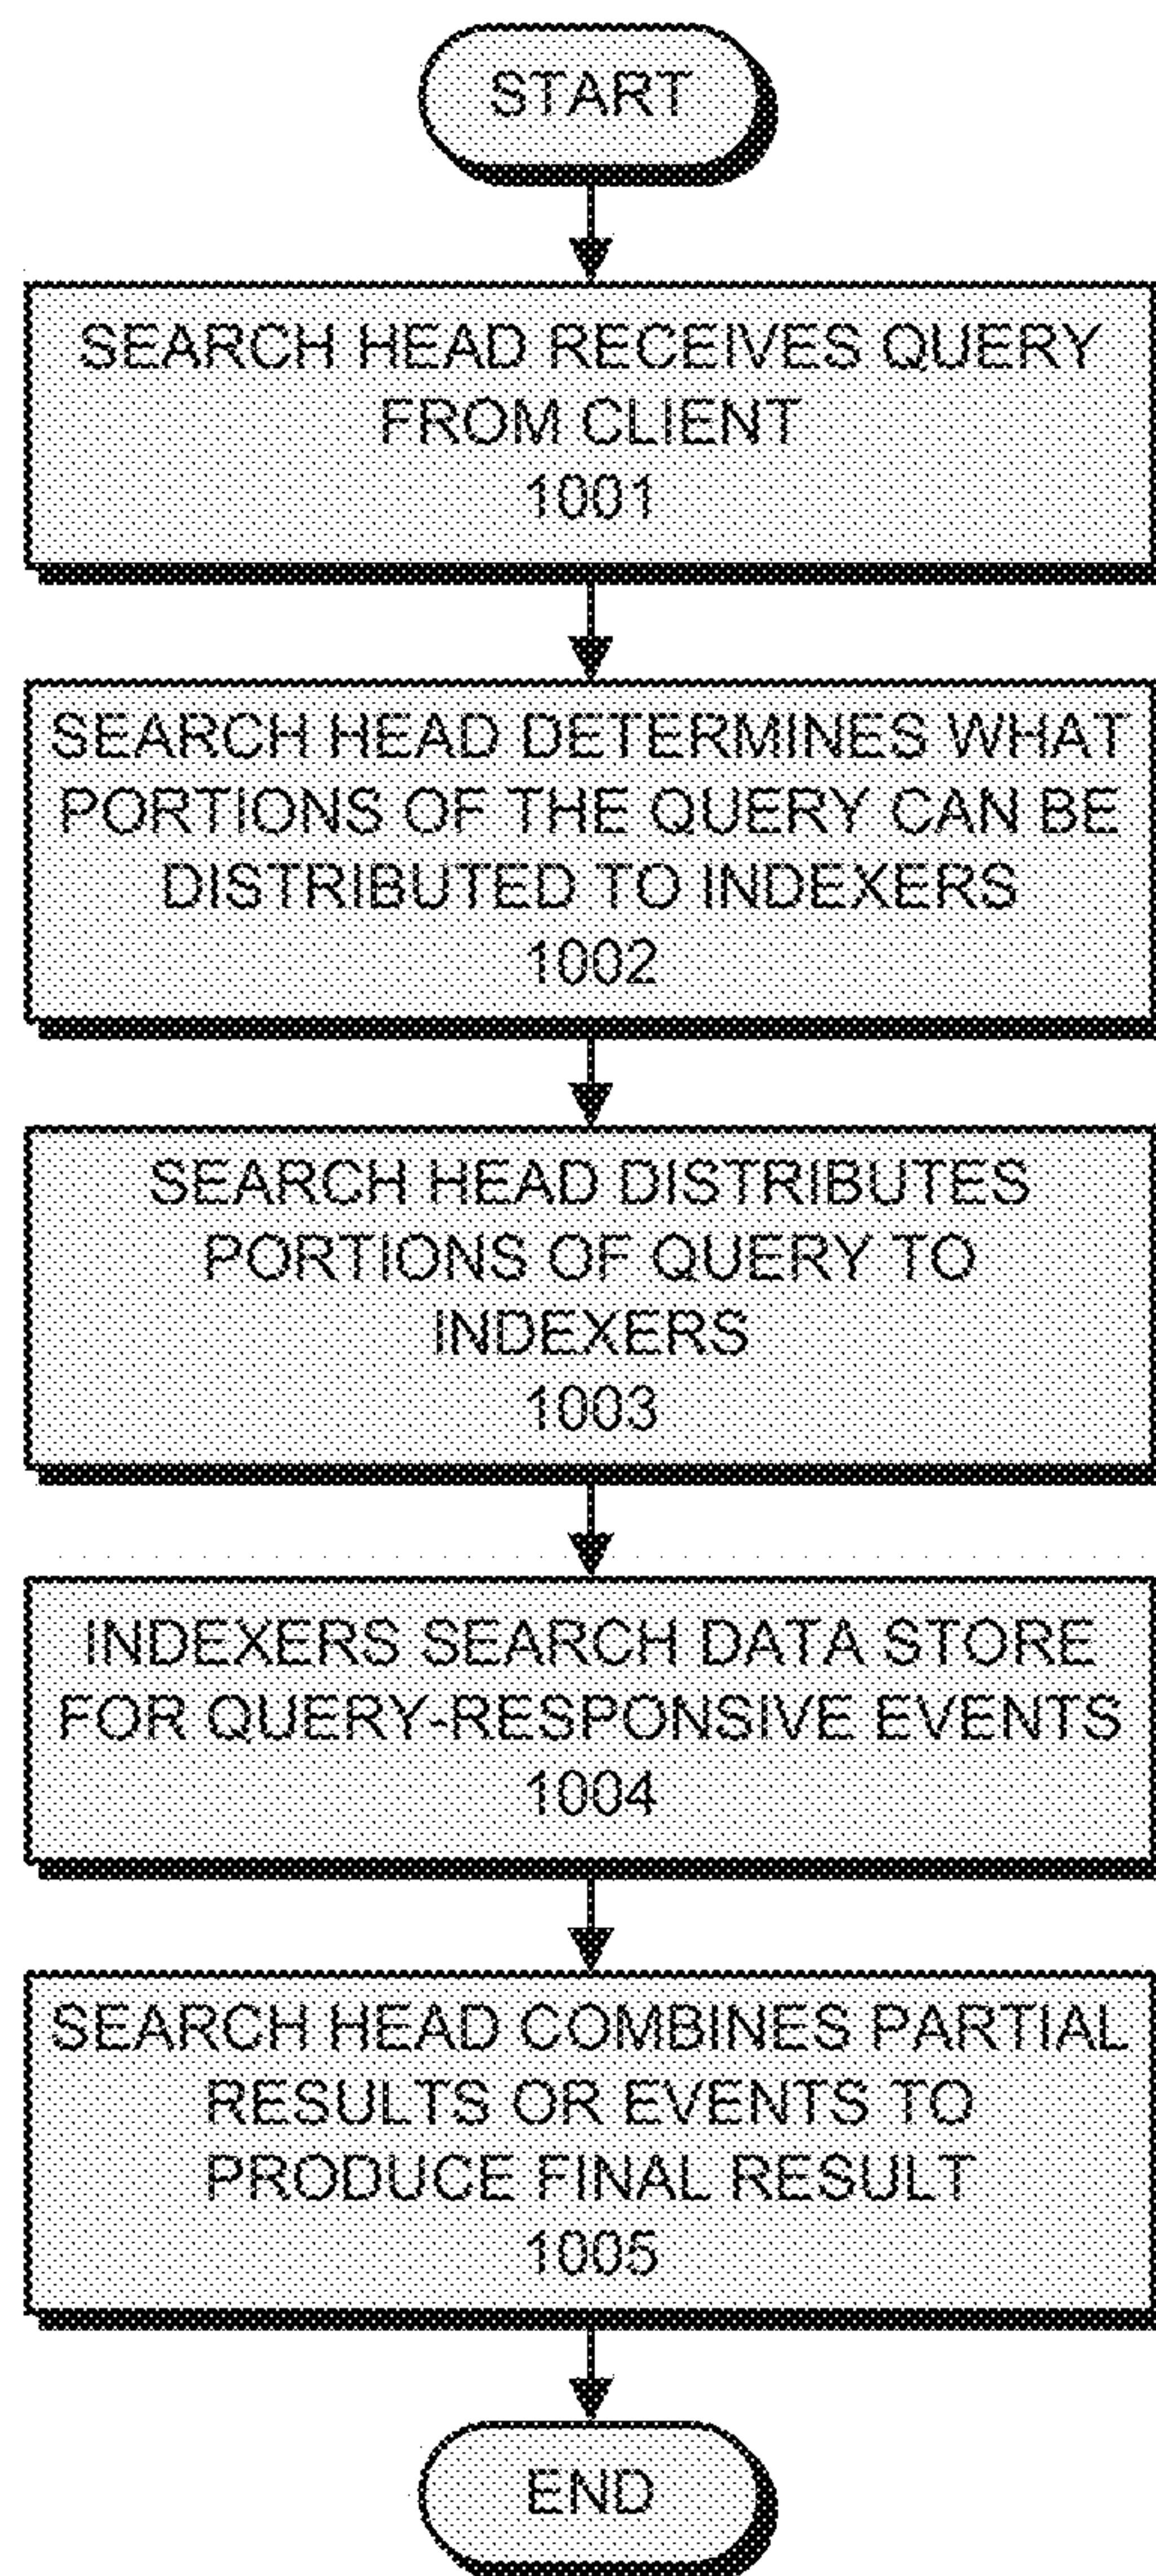 START
SEARCH HEAD RECEIVES QUERY
FROM CLIENT
1001
SEARCH HEAD DETERMINES WHAT
PORTIONS OF THE QUERY CAN BE
DISTRIBUTED TO INDEXERS
1002
SEARCH HEAD DISTRIBUTES
PORTIONS OF QUERY TO
INDEXERS
1003
INDEXERS SEARCH DATA STORE
FOR QUERY-RESPONSIVE EVENTS
1004
SEARCH HEAD COMBINES PARTIAL
RESULTS OR EVENTS TO
PRODUCE FINAL RESULT
1005
END